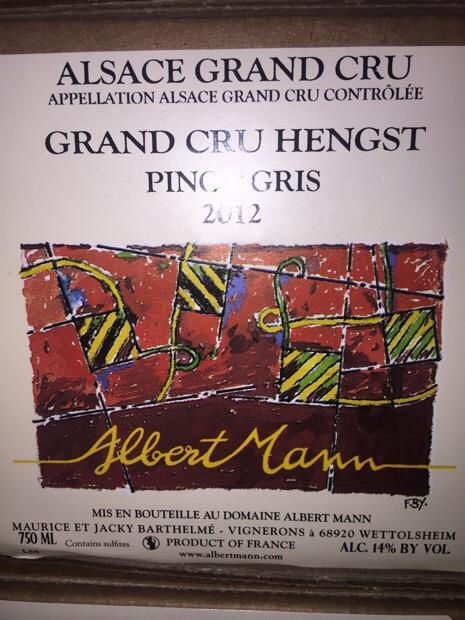 ALSACE GRAND CRU
APPELLATION ALSACE GRAND CRU CONTRÔLÉE
GRAND CRU HENGST
PINOT GRIS
2012
Albert Mann
F.BY.
MIS EN BOUTEILLE AU DOMAINE ALBERT MANN
MAURICE ET JACKY BARTHELMÉ - VIGNERONS à 68920 WETTOLSHEIM
750 ML Contains sulfites PRODUCT OF FRANCE ALC. 14% BY VOL
www.albertmann.com